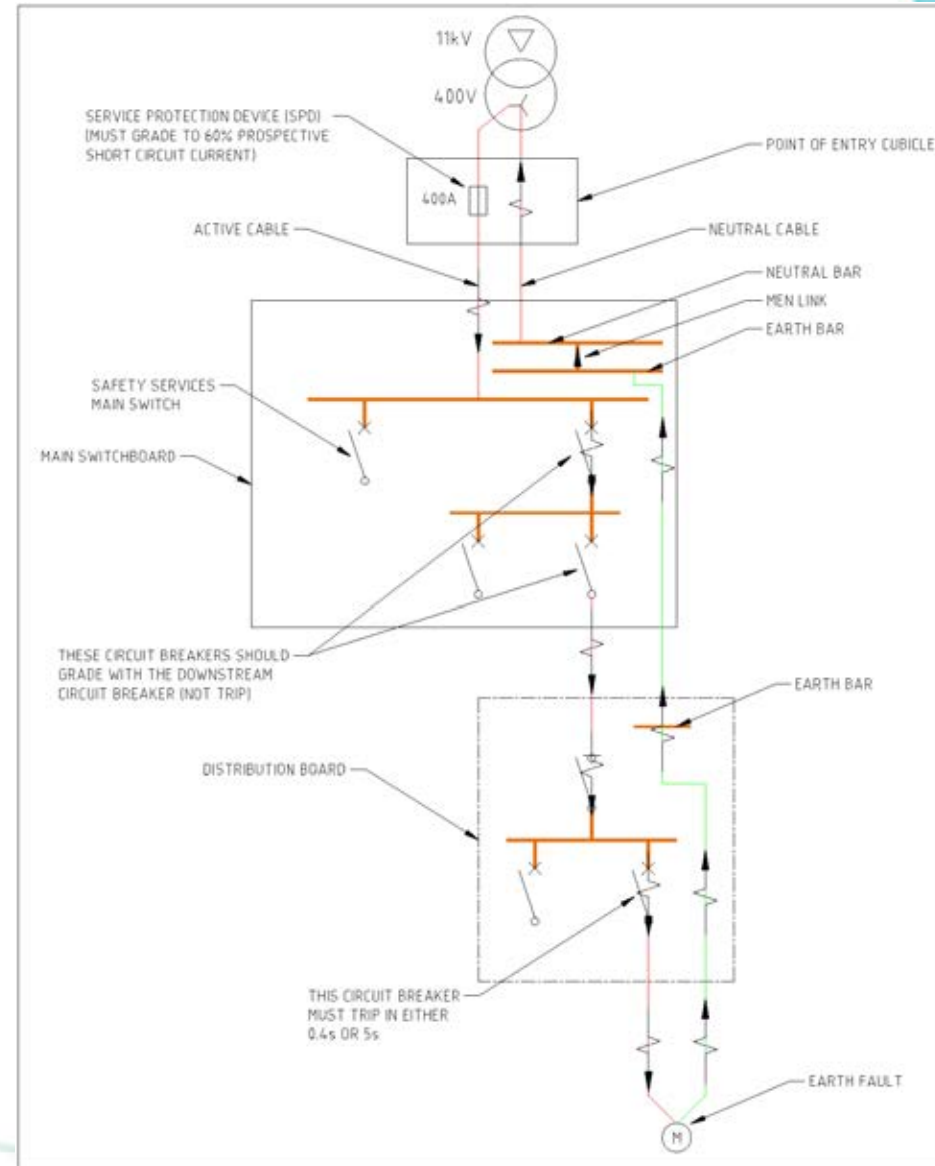 11kV
400V
SERVICE PROTECTION DEVICE (SPD)
(MUST GRADE TO 60% PROSPECTIVE
SHORT CIRCUIT CURRENT)
POINT OF ENTRY CUBICLE
400A
ACTIVE CABLE
NEUTRAL CABLE
NEUTRAL BAR
MEN LINK
EARTH BAR
SAFETY SERVICES
MAIN SWITCH
MAIN SWITCHBOARD
THESE CIRCUIT BREAKERS SHOULD
GRADE WITH THE DOWNSTREAM
CIRCUIT BREAKER (NOT TRIP)
EARTH BAR
DISTRIBUTION BOARD
THIS CIRCUIT BREAKER
MUST TRIP IN EITHER
0.4s OR 5s
EARTH FAULT
M